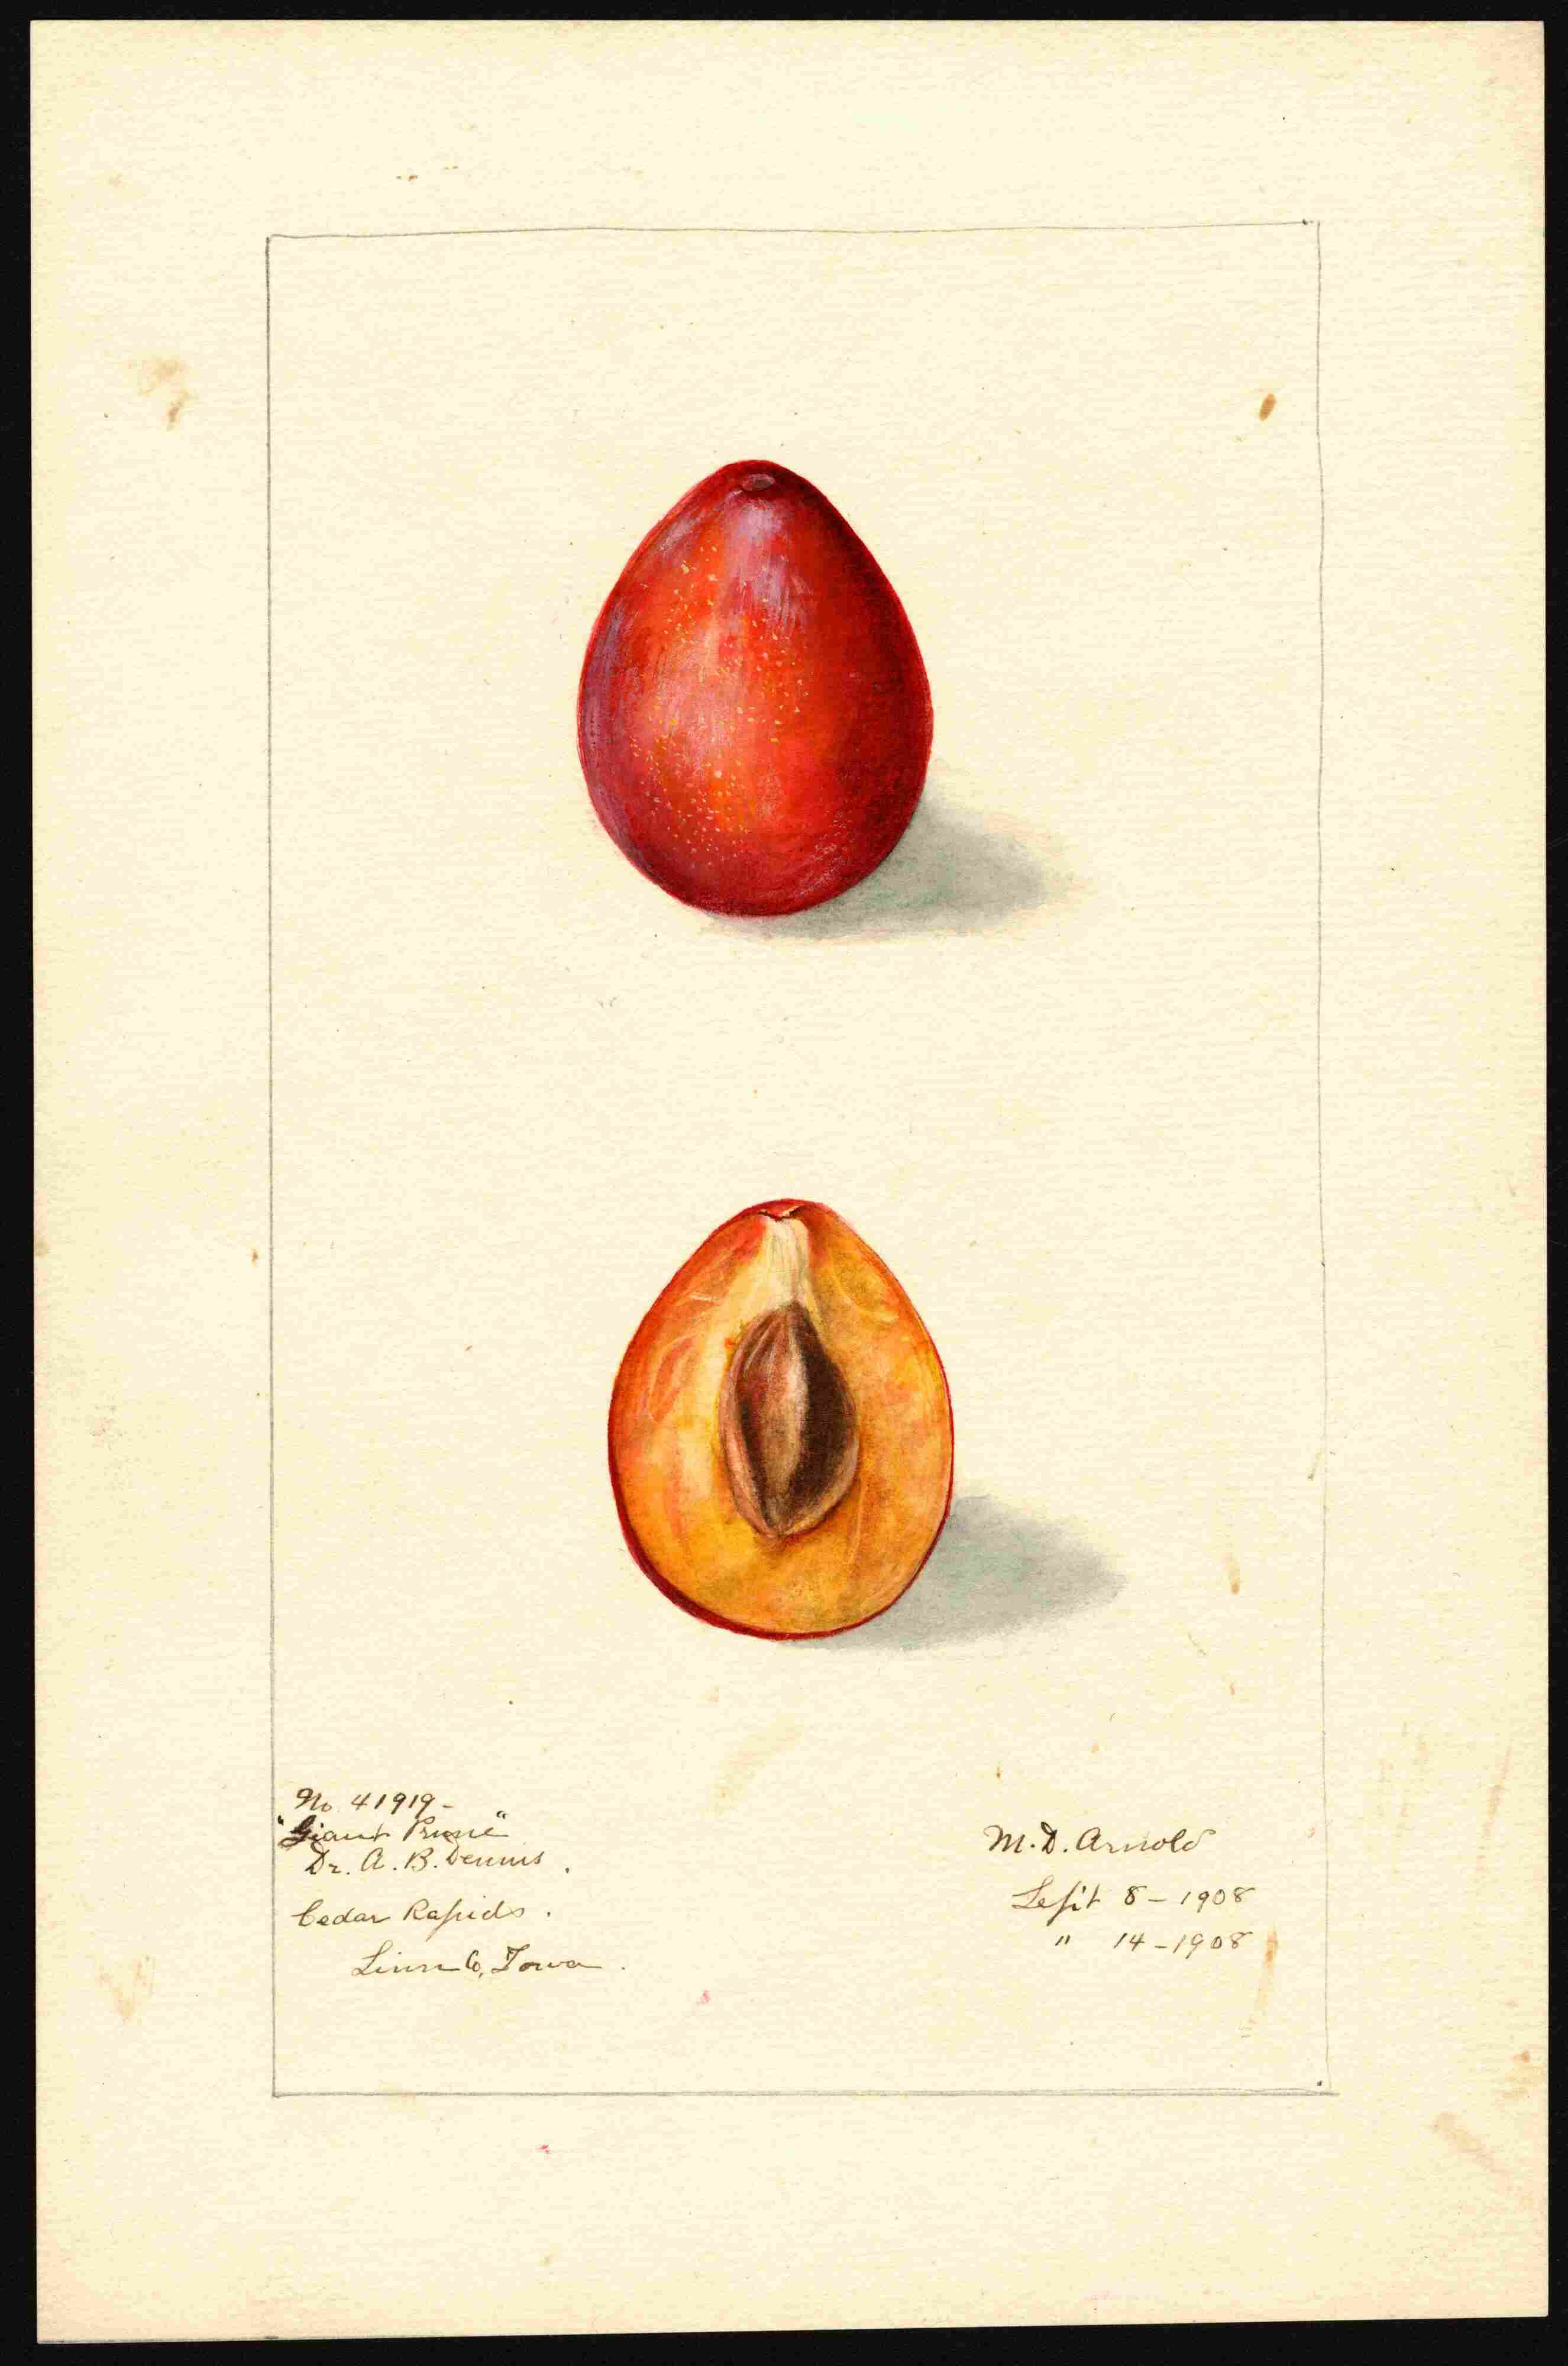 No. 41919-
"Giant Prune"
Dr. A. B. Dennis.
Cedar Rapids.
Linn Co, Iowa.
M. D. Arnold
Sept 8 - 1908
" 14 - 1908